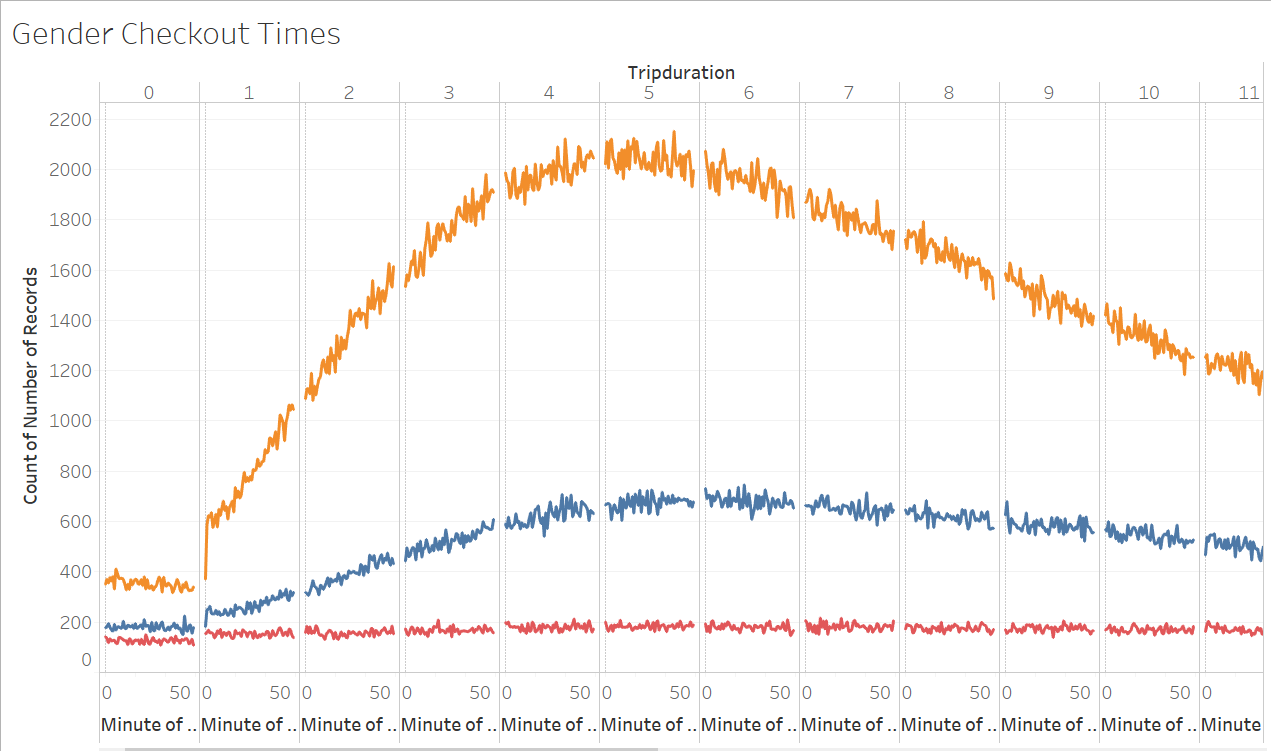 Gender Checkout Times
Tripduration
0 1 2 3 4 5 6 7 8 9 10 11
Count of Number of Records
2200
2000
1800
1600
1400
1200
1000
800
600
400
200
0
0 50 0 50 0 50 0 50 0 50 0 50 0 50 0 50 0 50 0 50 0 50 0
Minute of .. Minute of .. Minute of .. Minute of .. Minute of .. Minute of .. Minute of .. Minute of .. Minute of .. Minute of .. Minute of .. Minute